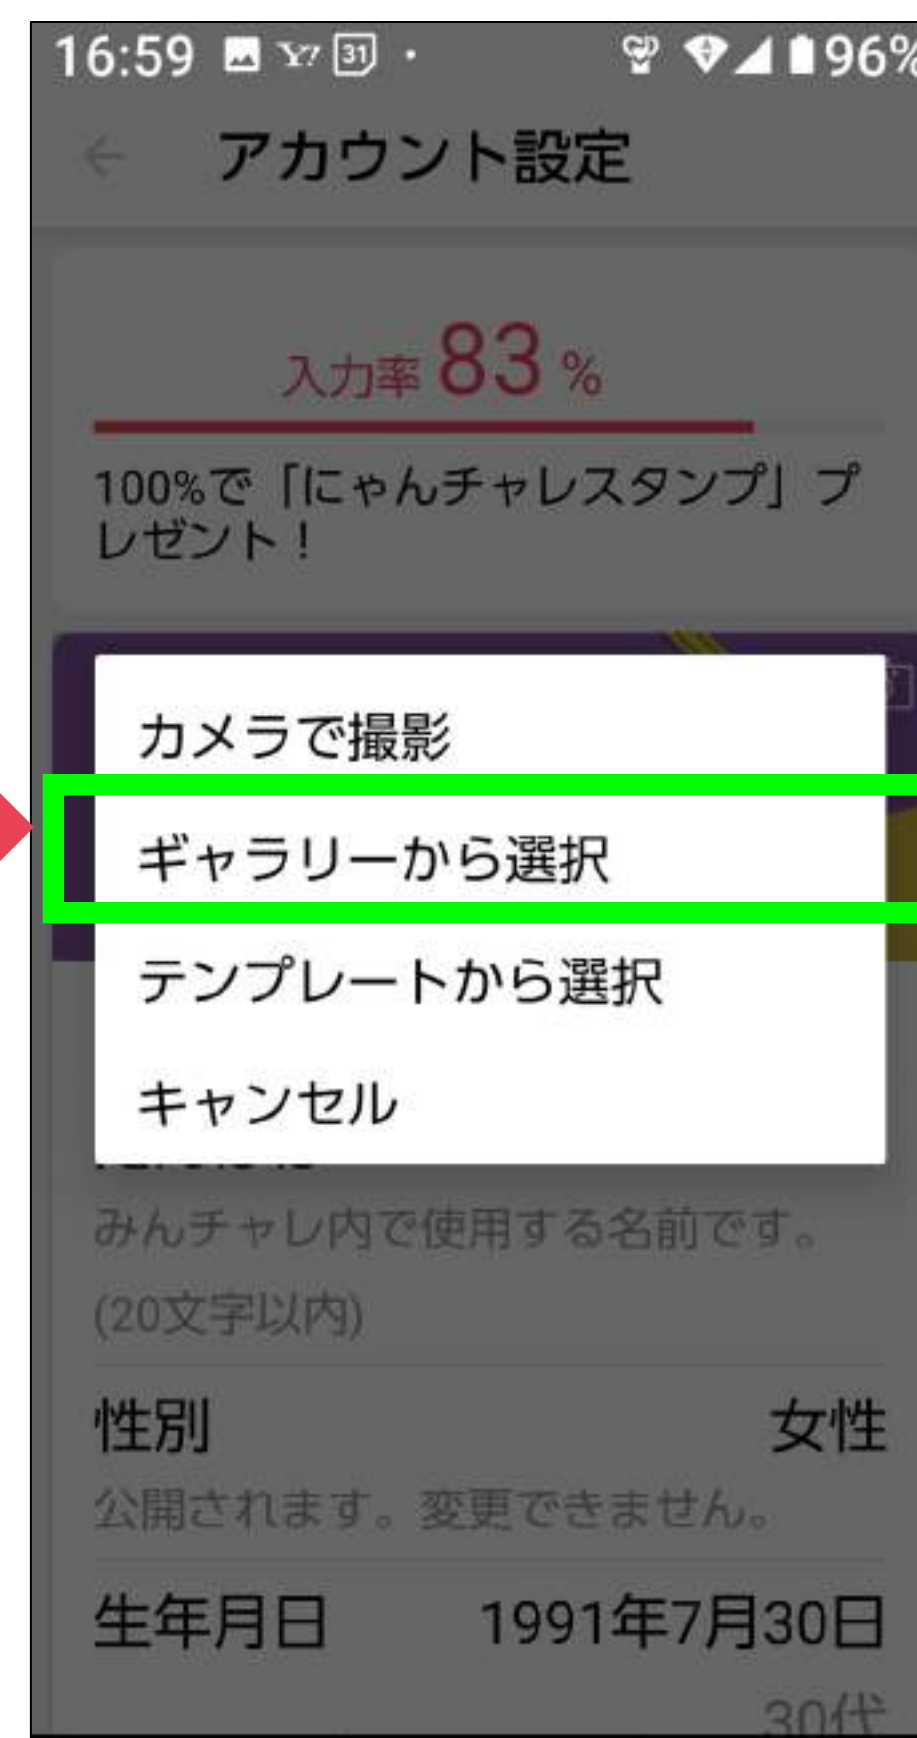 16:59 31 96%
アカウント設定
入力率 83 %
100%で「にゃんチャレスタンプ」プ
レゼント！
カメラで撮影
ギャラリーから選択
テンプレートから選択
キャンセル
みんチャレ内で使用する名前です。
(20文字以内)
性別 女性
公開されます。変更できません。
生年月日 1991年7月30日
30代